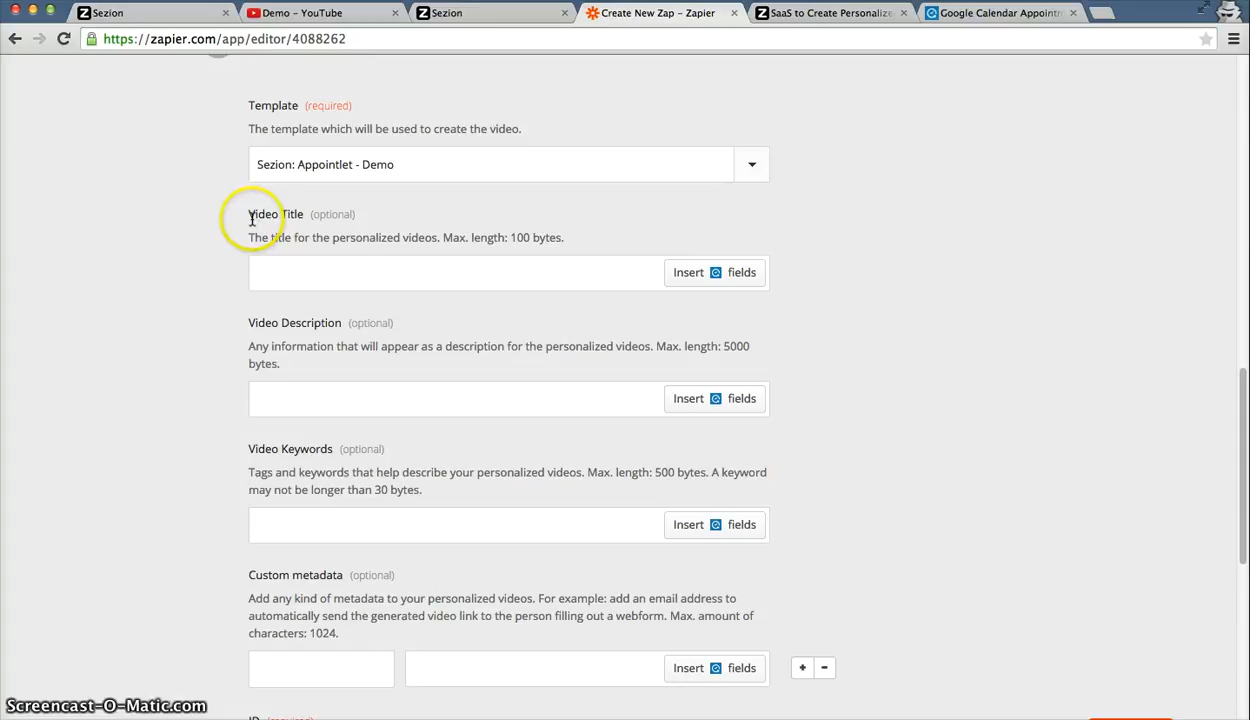 Sezion
Demo - YouTube
Sezion
Create New Zap - Zapier
SaaS to Create Personalize
Google Calendar Appointm
https://zapier.com/app/editor/4088262
Template (required)
The template which will be used to create the video.
Sezion: Appointlet - Demo
Video Title (optional)
The title for the personalized videos. Max. length: 100 bytes.
Insert fields
Video Description (optional)
Any information that will appear as a description for the personalized videos. Max. length: 5000
bytes.
Insert fields
Video Keywords (optional)
Tags and keywords that help describe your personalized videos. Max. length: 500 bytes. A keyword
may not be longer than 30 bytes.
Insert fields
Custom metadata (optional)
Add any kind of metadata to your personalized videos. For example: add an email address to
automatically send the generated video link to the person filling out a webform. Max. amount of
characters: 1024.
Insert fields + -
Screencast-O-Matic.com
ID (required)